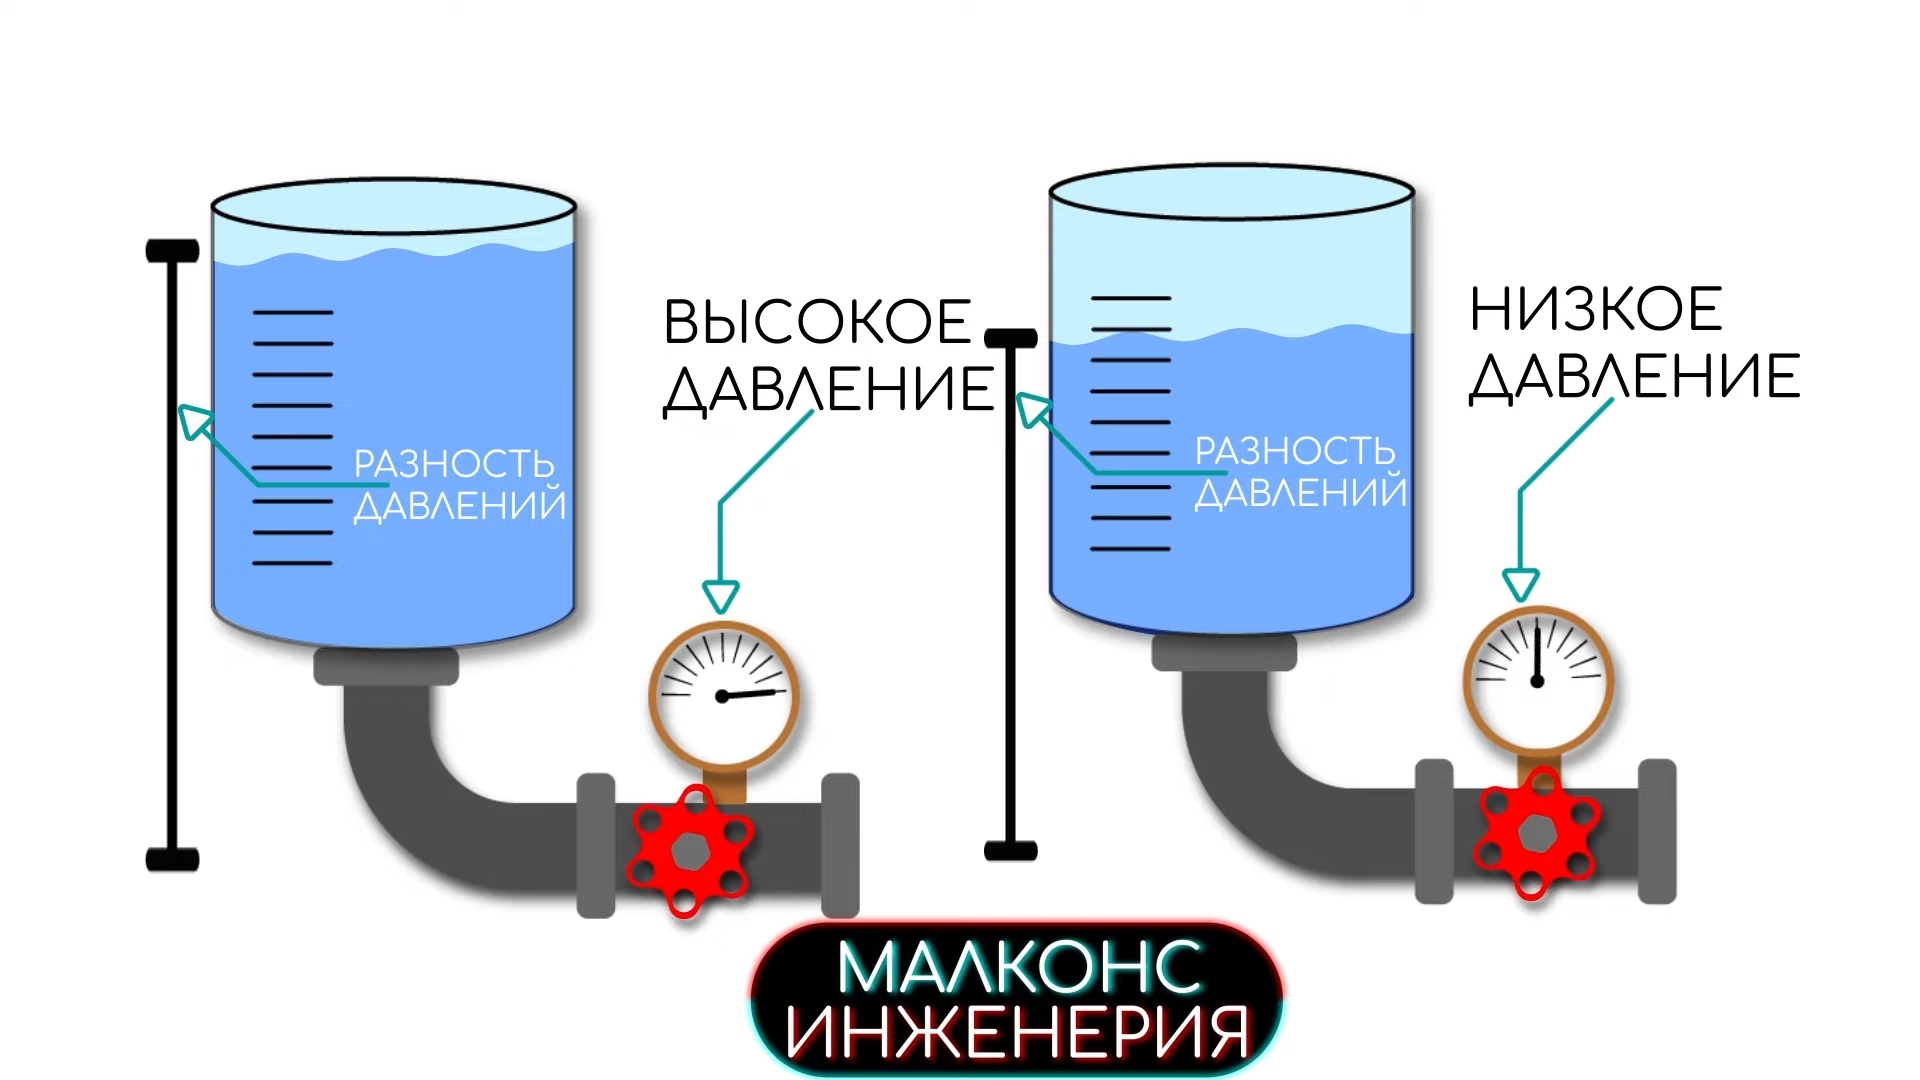 ВЫСОКОЕ
ДАВЛЕНИЕ
РАЗНОСТЬ
ДАВЛЕНИЙ
НИЗКОЕ
ДАВЛЕНИЕ
РАЗНОСТЬ
ДАВЛЕНИЙ
МАЛКОНС
ИНЖЕНЕРИЯ